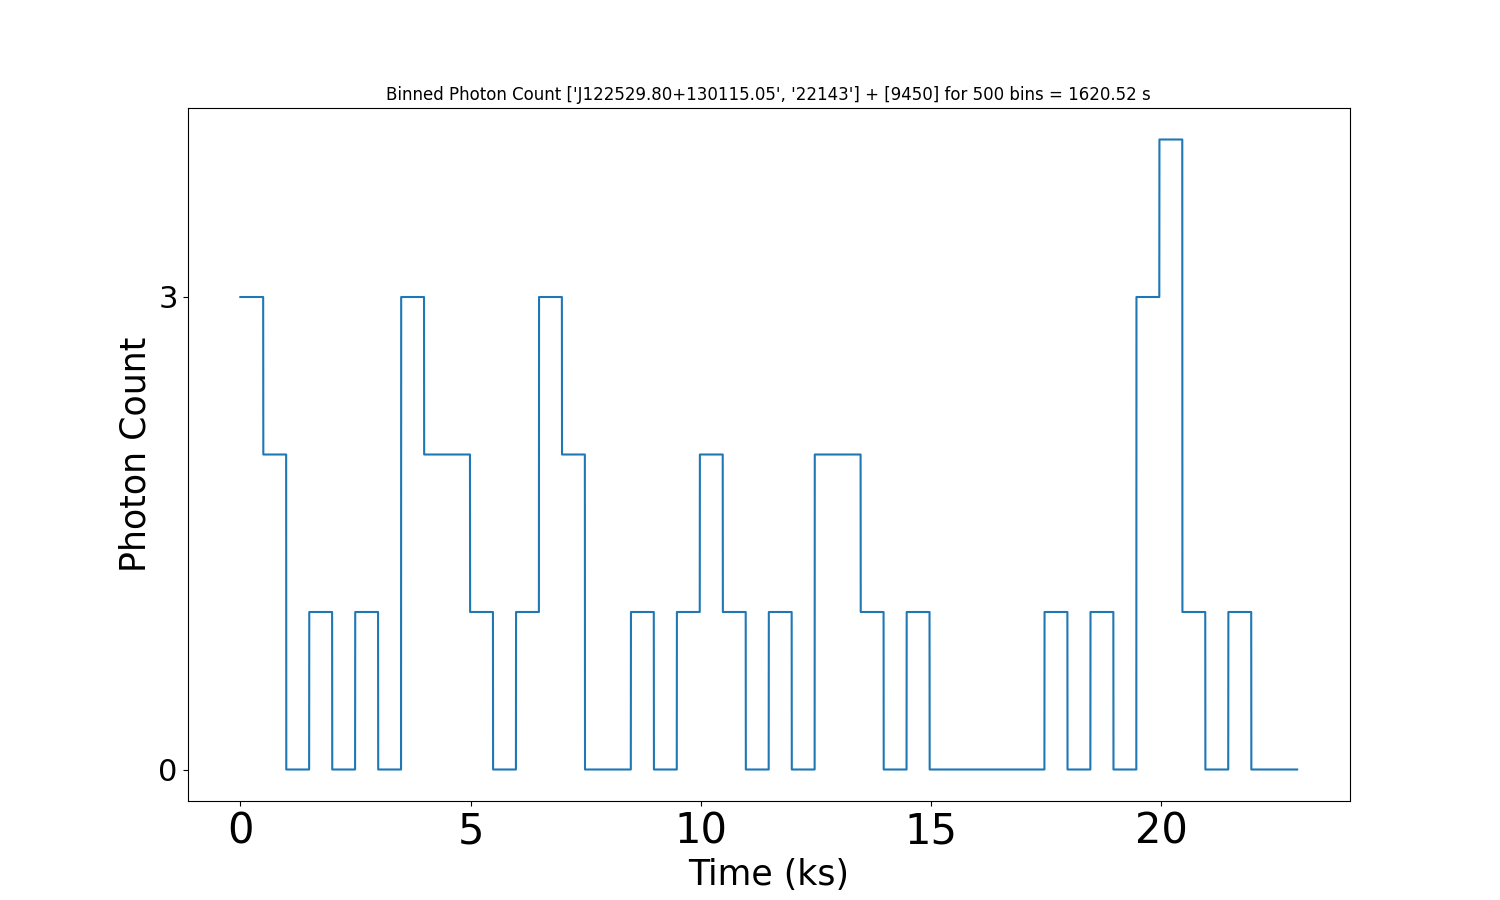 Binned Photon Count ['J122529.80+130115.05', '22143'] + [9450] for 500 bins = 1620.52 s
Photon Count
3
0
0 5 10 15 20
Time (ks)